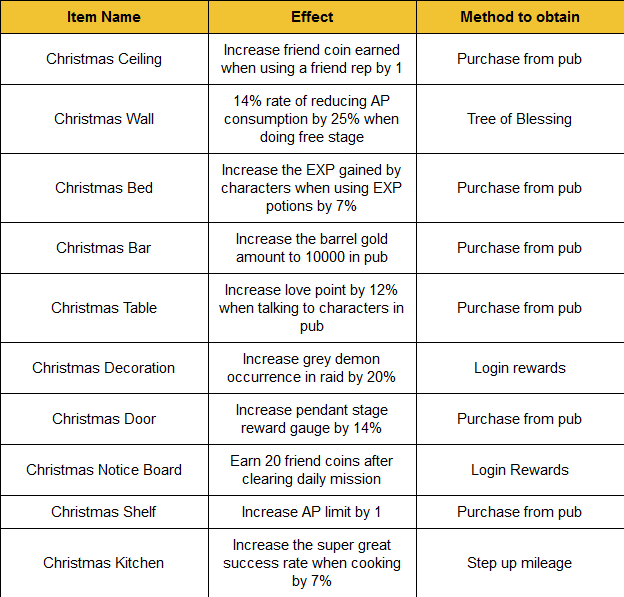 Item Name Effect Method to obtain
Christmas Ceiling
Increase friend coin earned
when using a friend rep by 1
Purchase from pub
Christmas Wall
14% rate of reducing AP
consumption by 25% when
doing free stage
Tree of Blessing
Christmas Bed
Increase the EXP gained by
characters when using EXP
potions by 7%
Purchase from pub
Christmas Bar
Increase the barrel gold
amount to 10000 in pub
Purchase from pub
Christmas Table
Increase love point by 12%
when talking to characters in
pub
Purchase from pub
Christmas Decoration
Increase grey demon
occurrence in raid by 20%
Login rewards
Christmas Door
Increase pendant stage
reward gauge by 14%
Purchase from pub
Christmas Notice Board
Earn 20 friend coins after
clearing daily mission
Login Rewards
Christmas Shelf
Increase AP limit by 1
Purchase from pub
Christmas Kitchen
Increase the super great
success rate when cooking
by 7%
Step up mileage